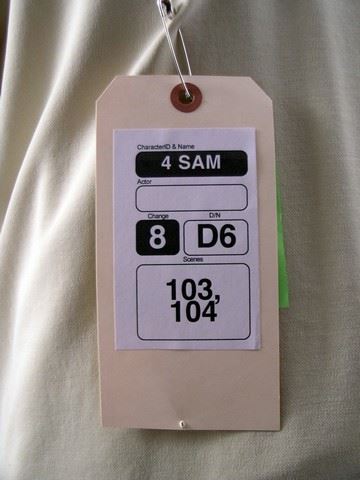 CharacterID & Name
4 SAM
Actor
Change
D/N
8
D6
Scenes
103,
104